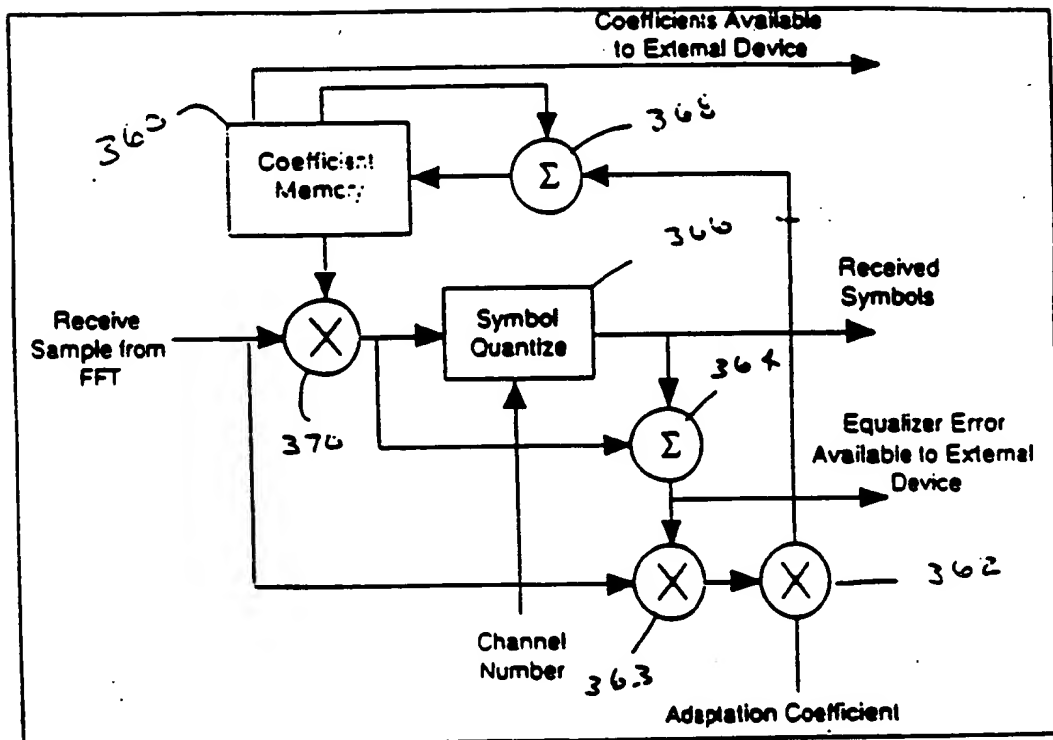 Coefficients Available
to External Device
360
368
Coefficient
Memory
Σ
366
Received
Symbols
Receive
Sample from
FFT
X
Symbol
Quantize
364
370
Σ
Equalizer Error
Available to External
Device
X
X
362
Channel
Number
363
Adaptation Coefficient